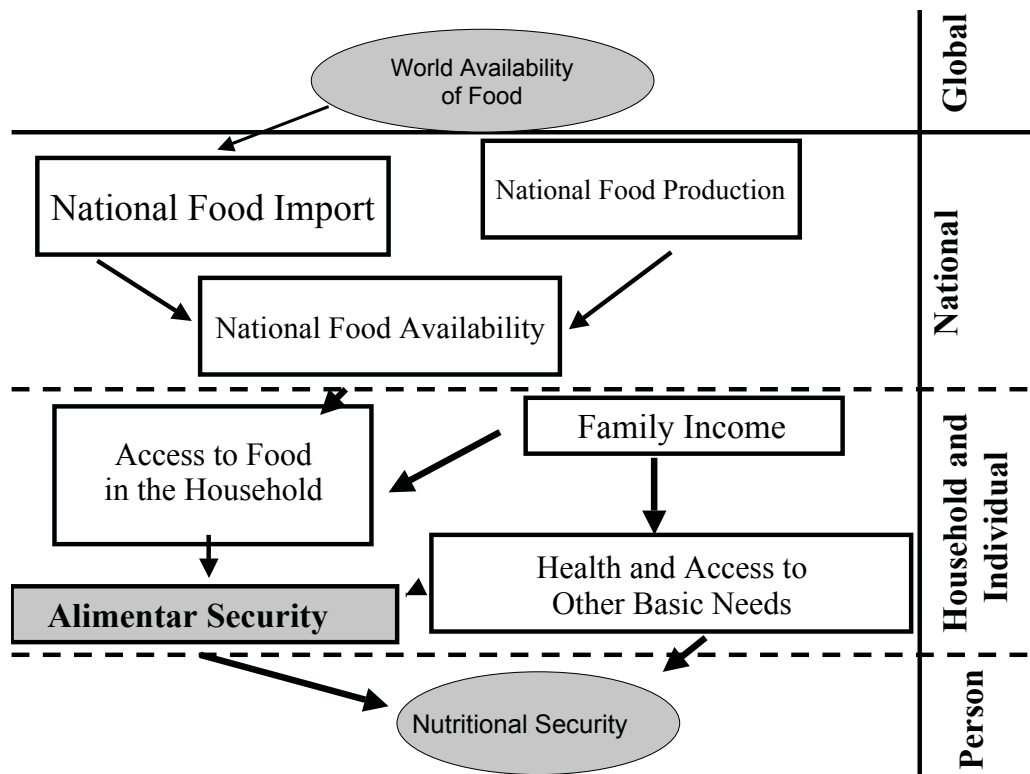 World Availability
of Food
Global
National Food Import
National Food Production
National Food Availability
National
Access to Food
in the Household
Family Income
Health and Access to
Other Basic Needs
Alimentar Security
Household and
Individual
Nutritional Security
Person